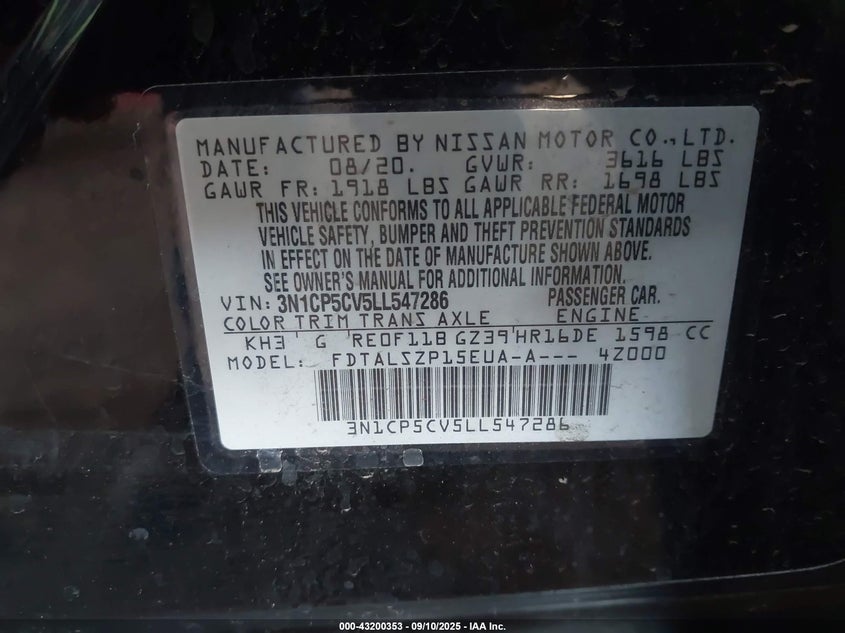 MANUFACTURED BY NISSAN MOTOR CO., LTD.
DATE: 08/20. GVWR: 3616 LBS
GAWR FR: 1918 LBS GAWR RR: 1698 LBS
THIS VEHICLE CONFORMS TO ALL APPLICABLE FEDERAL MOTOR
VEHICLE SAFETY, BUMPER AND THEFT PREVENTION STANDARDS
IN EFFECT ON THE DATE OF MANUFACTURE SHOWN ABOVE.
SEE OWNER'S MANUAL FOR ADDITIONAL INFORMATION.
VIN: 3N1CP5CV5LL547286 PASSENGER CAR.
COLOR TRIM TRANS AXLE ENGINE
KH3 G RE0F11B GZ39 HR16DE 1598 CC
MODEL: FDTALSZP15EUA-A--- 4Z000
3N1CP5CV5LL547286
000-43200353 - 09/10/2025 - IAA Inc.